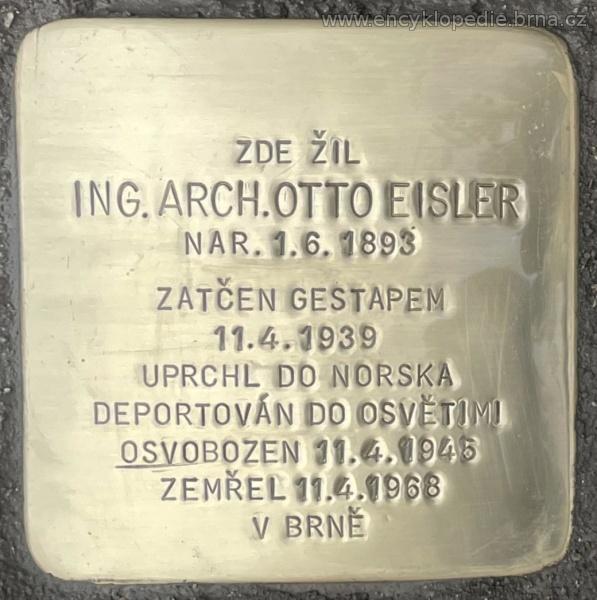 www.encyklopedie.brna.cz
ZDE ŽIL
ING. ARCH. OTTO EISLER
NAR. 1.6. 1893
ZATČEN GESTAPEM
11.4.1939
UPRCHL DO NORSKA
DEPORTOVÁN DO OSVĚTIMI
OSVOBOZEN 11.4.1945
ZEMŘEL 11.4.1968
V BRNĚ